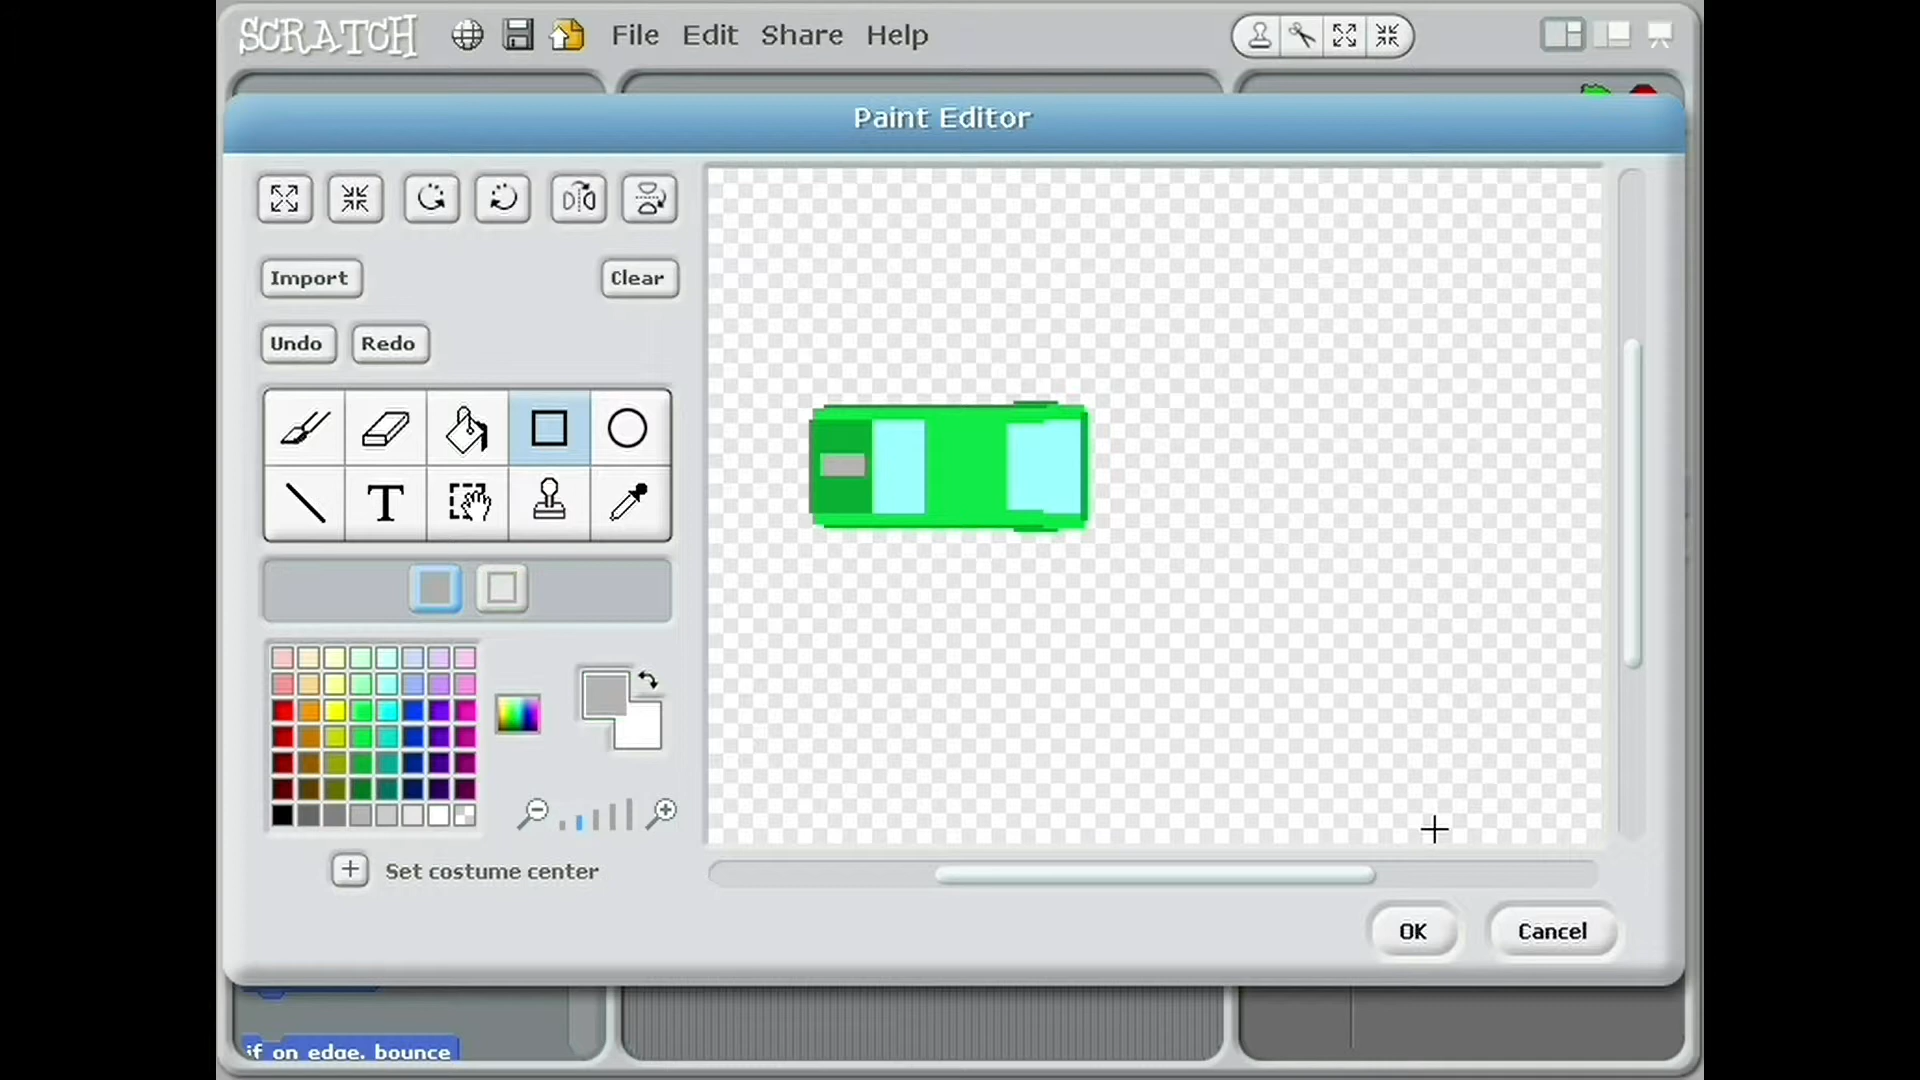 SCRATCH File Edit Share Help
Paint Editor
Import Clear
Undo Redo
T
Set costume center
OK Cancel
if on edge, bounce